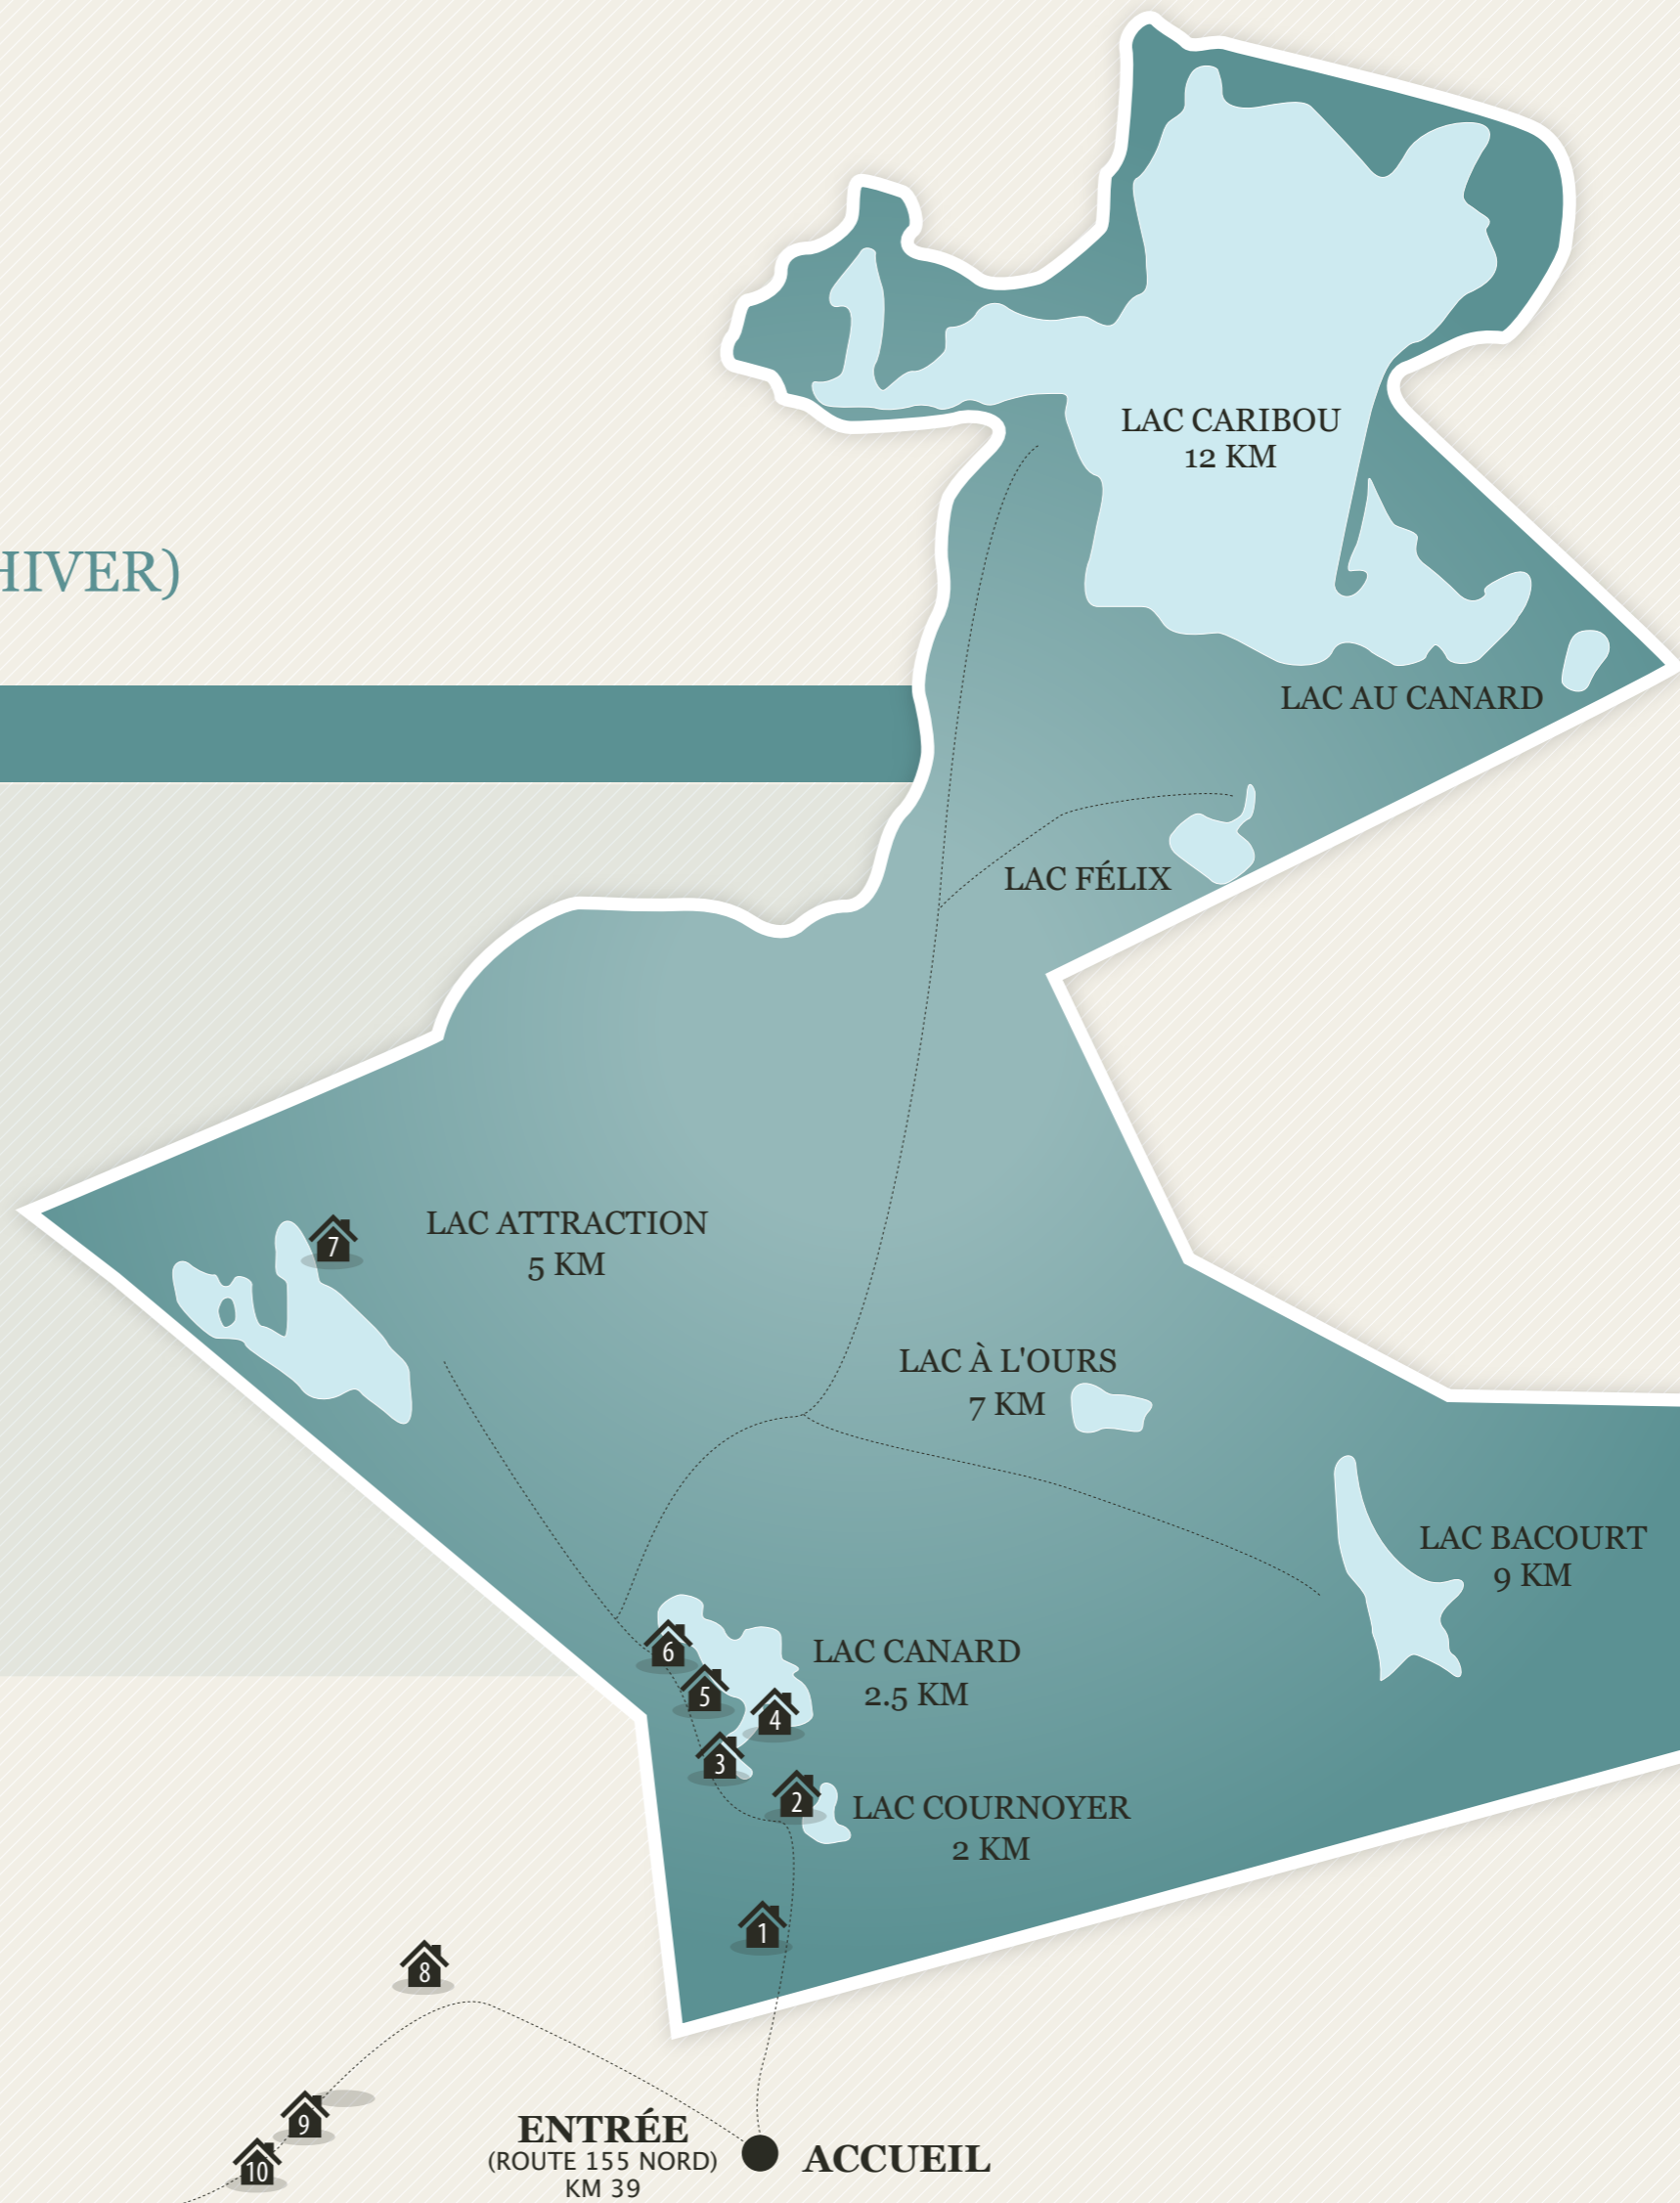 LAC CARIBOU
12 KM
HIVER)
LAC AU CANARD
LAC FÉLIX
LAC ATTRACTION
5 KM
7
LAC À L'OURS
7 KM
LAC BACOURT
9 KM
6
LAC CANARD
2.5 KM
5
4
3
2
LAC COURNOYER
2 KM
1
8
9
10
ENTRÉE
(ROUTE 155 NORD)
KM 39
ACCUEIL